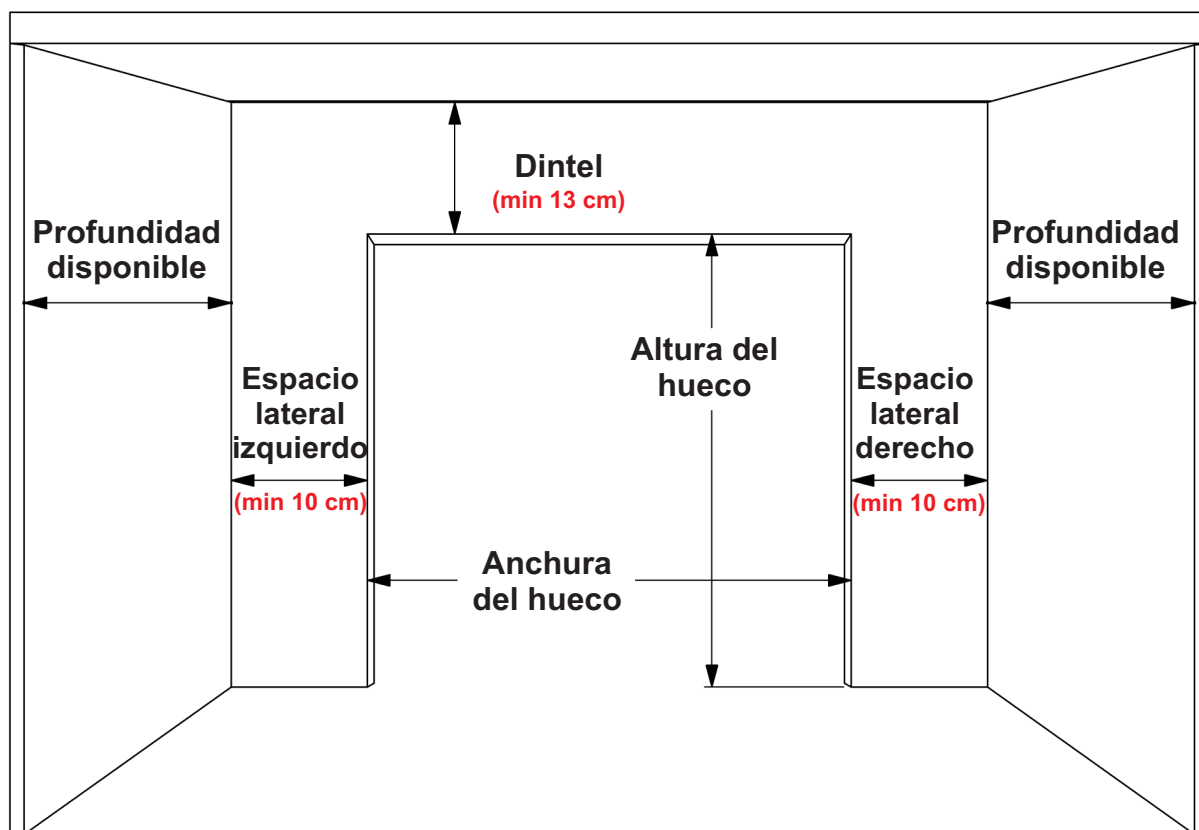 Dintel
(min 13 cm)
Profundidad
disponible
Profundidad
disponible
Altura del
hueco
Espacio
lateral
izquierdo
(min 10 cm)
Espacio
lateral
derecho
(min 10 cm)
Anchura
del hueco